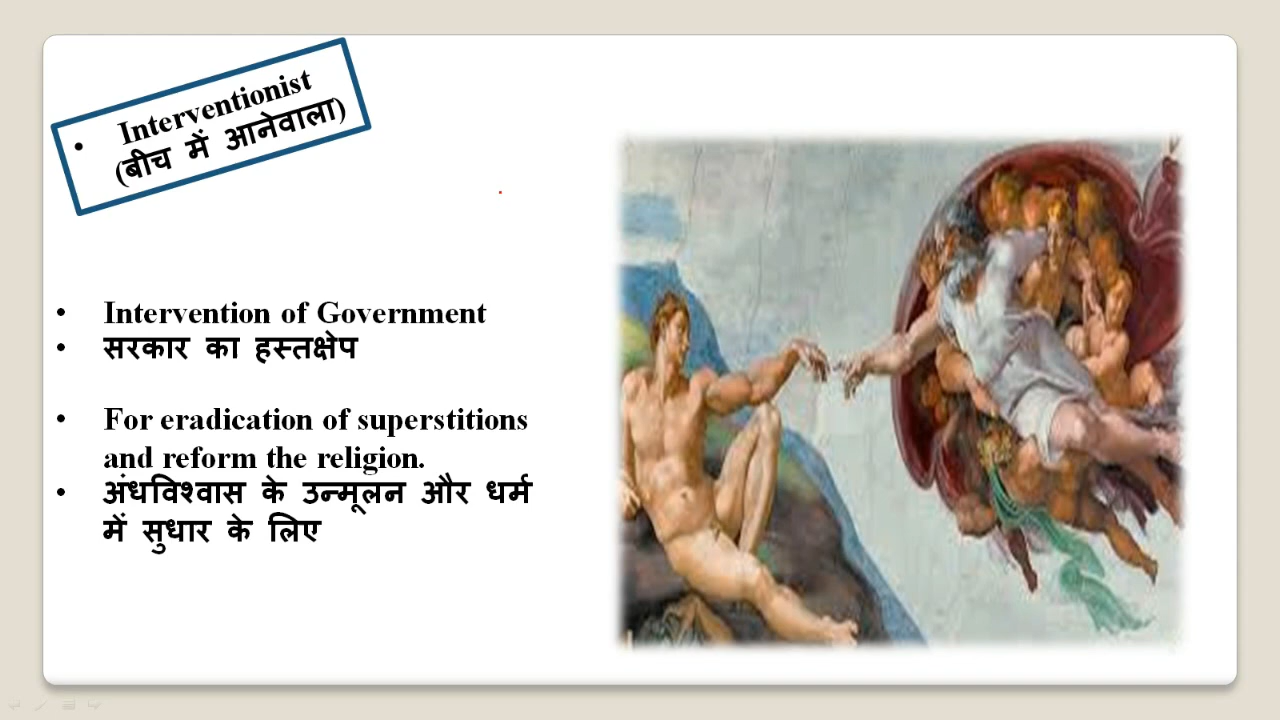 • Interventionist
(बीच में आनेवाला)
• Intervention of Government
• सरकार का हस्तक्षेप
• For eradication of superstitions
and reform the religion.
• अंधविश्वास के उन्मूलन और धर्म
में सुधार के लिए